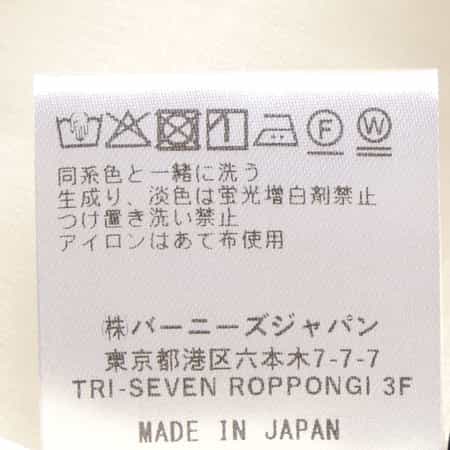 F W
同系色と一緒に洗う
生成り、淡色は蛍光増白剤禁止
つけ置き洗い禁止
アイロンはあて布使用
㈱バーニーズジャパン
東京都港区六本木7-7-7
TRI-SEVEN ROPPONGI 3F
MADE IN JAPAN